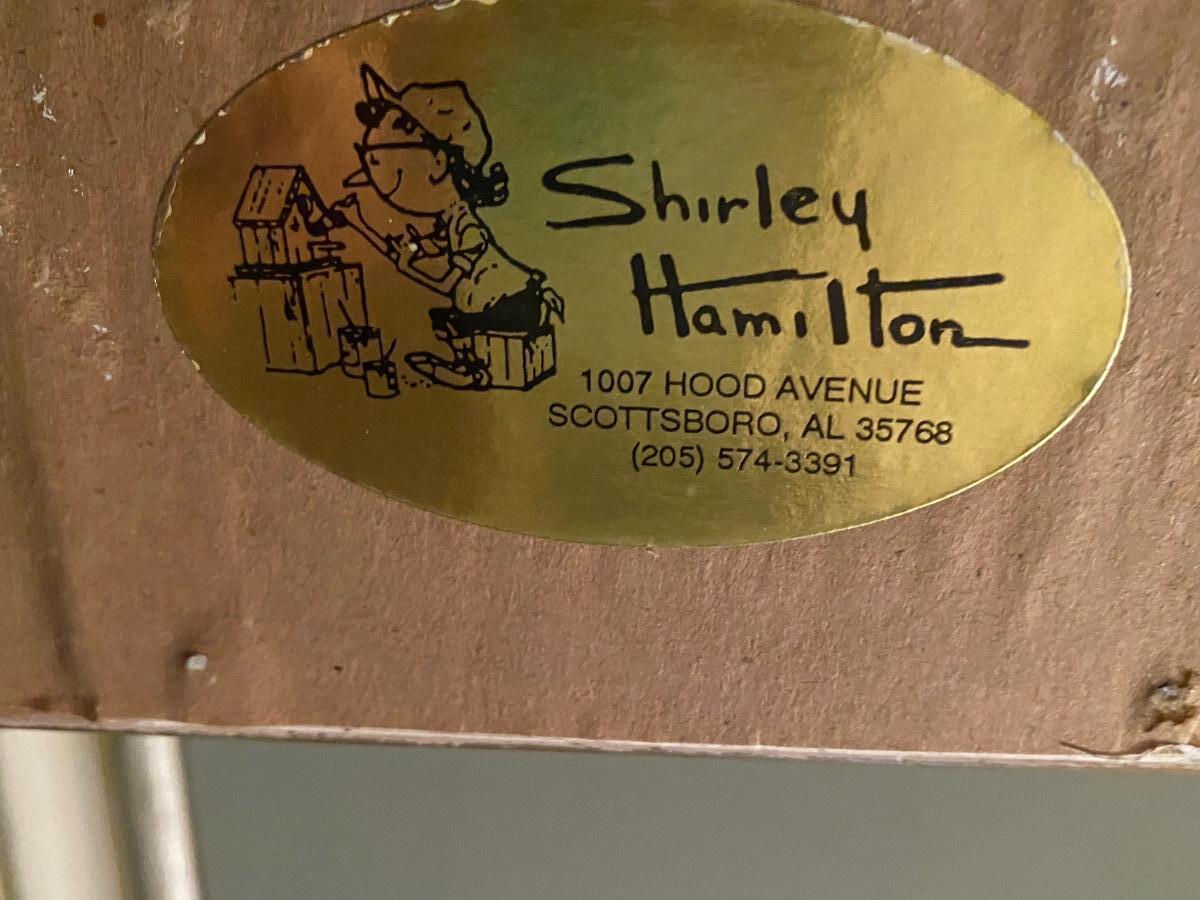 Shirley
Hamilton
1007 HOOD AVENUE
SCOTTSBORO, AL 35768
(205) 574-3391